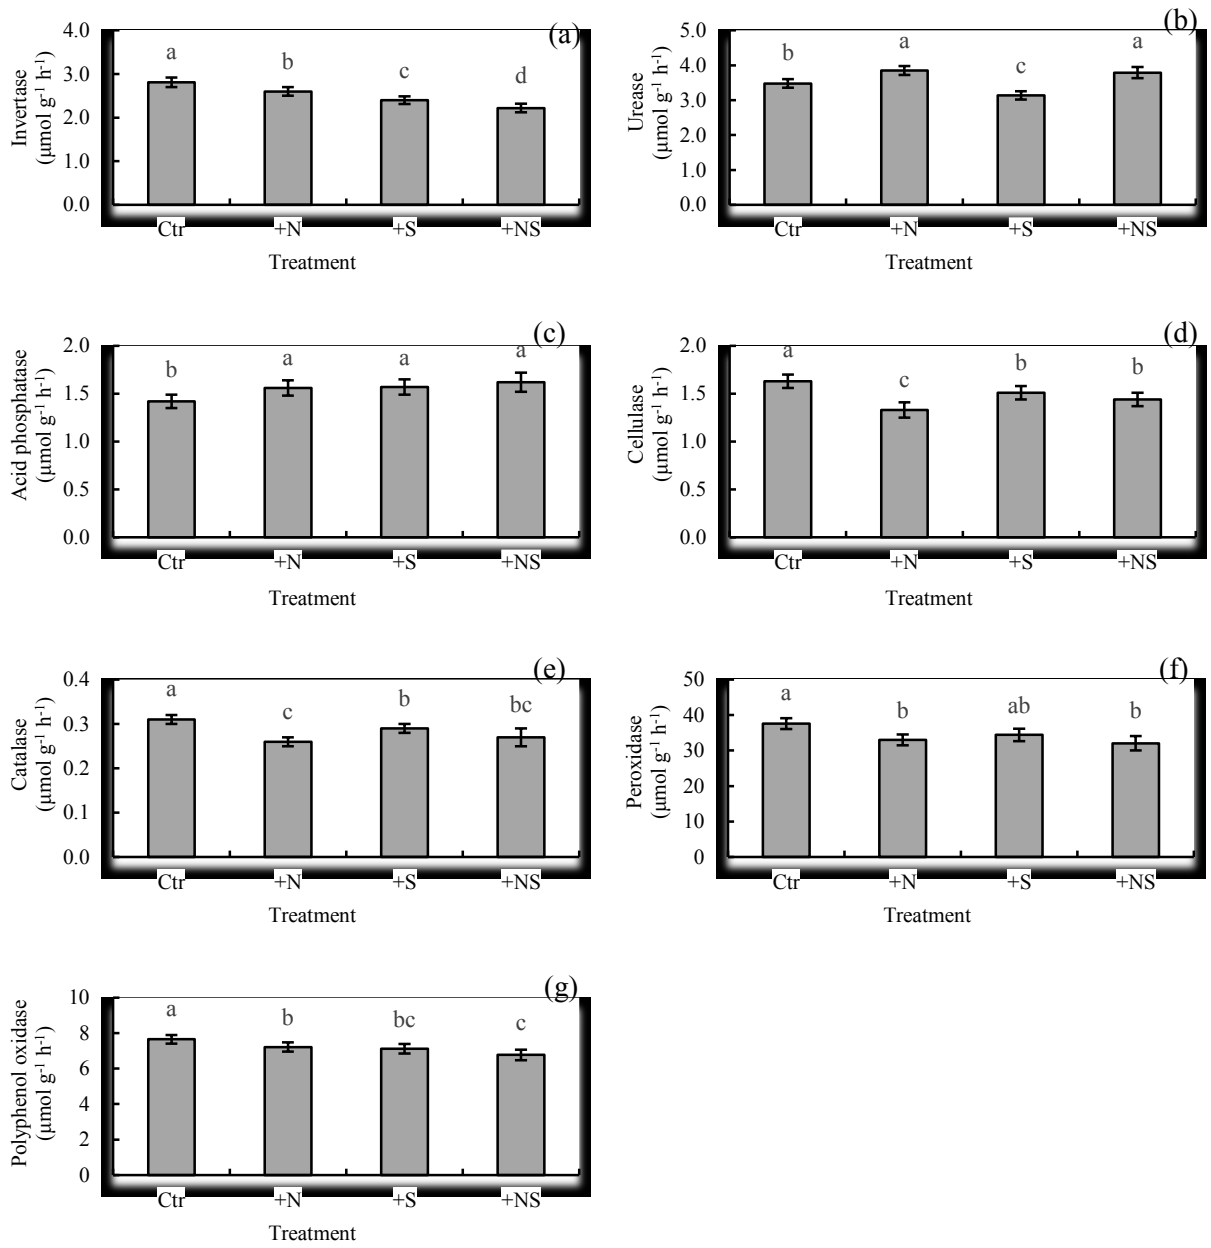 (a)
Invertase
(μmol g⁻¹ h⁻¹)
4.0
3.0
2.0
1.0
0.0
a
b
c
d
Ctr
+N
+S
+NS
Treatment
(b)
Urease
(μmol g⁻¹ h⁻¹)
5.0
4.0
3.0
2.0
1.0
0.0
b
a
c
a
Ctr
+N
+S
+NS
Treatment
(c)
Acid phosphatase
(μmol g⁻¹ h⁻¹)
2.0
1.5
1.0
0.5
0.0
b
a
a
a
Ctr
+N
+S
+NS
Treatment
(d)
Cellulase
(μmol g⁻¹ h⁻¹)
2.0
1.5
1.0
0.5
0.0
a
c
b
b
Ctr
+N
+S
+NS
Treatment
(e)
Catalase
(μmol g⁻¹ h⁻¹)
0.4
0.3
0.2
0.1
0.0
a
c
b
bc
Ctr
+N
+S
+NS
Treatment
(f)
Peroxidase
(μmol g⁻¹ h⁻¹)
50
40
30
20
10
0
a
b
ab
b
Ctr
+N
+S
+NS
Treatment
(g)
Polyphenol oxidase
(μmol g⁻¹ h⁻¹)
10
8
6
4
2
0
a
b
bc
c
Ctr
+N
+S
+NS
Treatment